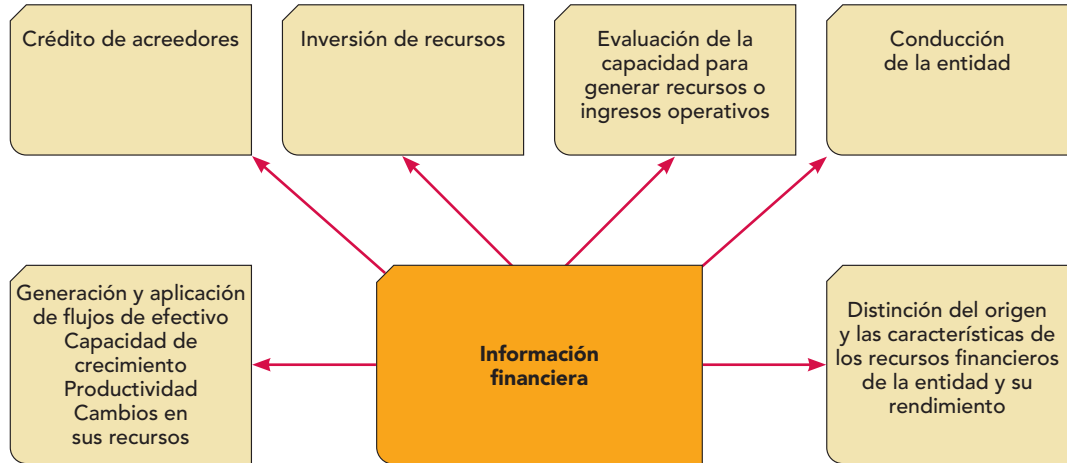 Crédito de acreedores
Inversión de recursos
Evaluación de la
capacidad para
generar recursos o
ingresos operativos
Conducción
de la entidad
Generación y aplicación
de flujos de efectivo
Capacidad de
crecimiento
Productividad
Cambios en
sus recursos
Información
financiera
Distinción del origen
y las características de
los recursos financieros
de la entidad y su
rendimiento